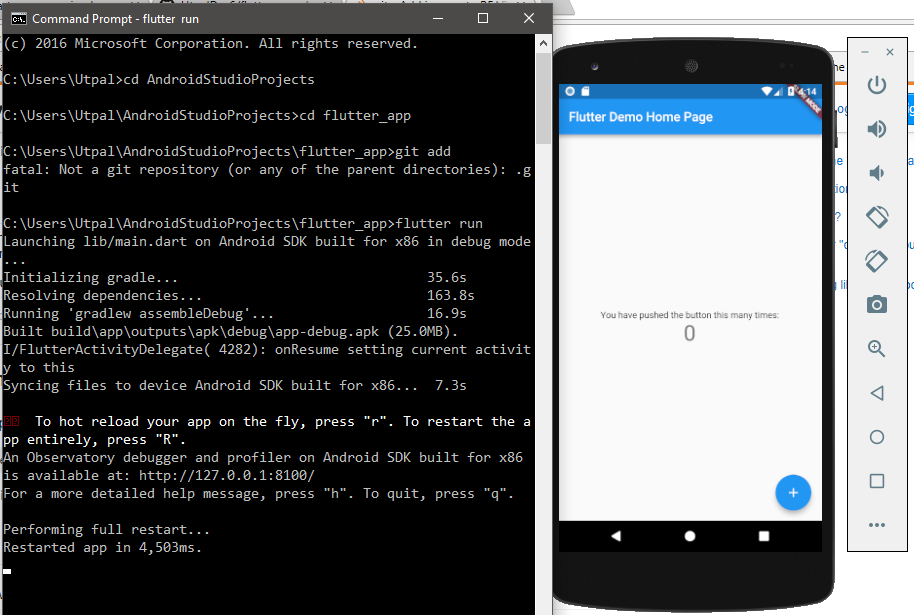 Command Prompt - flutter run
(c) 2016 Microsoft Corporation. All rights reserved.
C:\Users\Utpal>cd AndroidStudioProjects
C:\Users\Utpal\AndroidStudioProjects>cd flutter_app
C:\Users\Utpal\AndroidStudioProjects\flutter_app>git add
fatal: Not a git repository (or any of the parent directories): .g
it
C:\Users\Utpal\AndroidStudioProjects\flutter_app>flutter run
Launching lib/main.dart on Android SDK built for x86 in debug mode
...
Initializing gradle... 35.6s
Resolving dependencies... 163.8s
Running 'gradlew assembleDebug'... 16.9s
Built build\app\outputs\apk\debug\app-debug.apk (25.0MB).
I/FlutterActivityDelegate( 4282): onResume setting current activit
y to this
Syncing files to device Android SDK built for x86... 7.3s
To hot reload your app on the fly, press "r". To restart the a
pp entirely, press "R".
An Observatory debugger and profiler on Android SDK built for x86
is available at: http://127.0.0.1:8100/
For a more detailed help message, press "h". To quit, press "q".
Performing full restart...
Restarted app in 4,503ms.
4:14
Flutter Demo Home Page
You have pushed the button this many times:
0